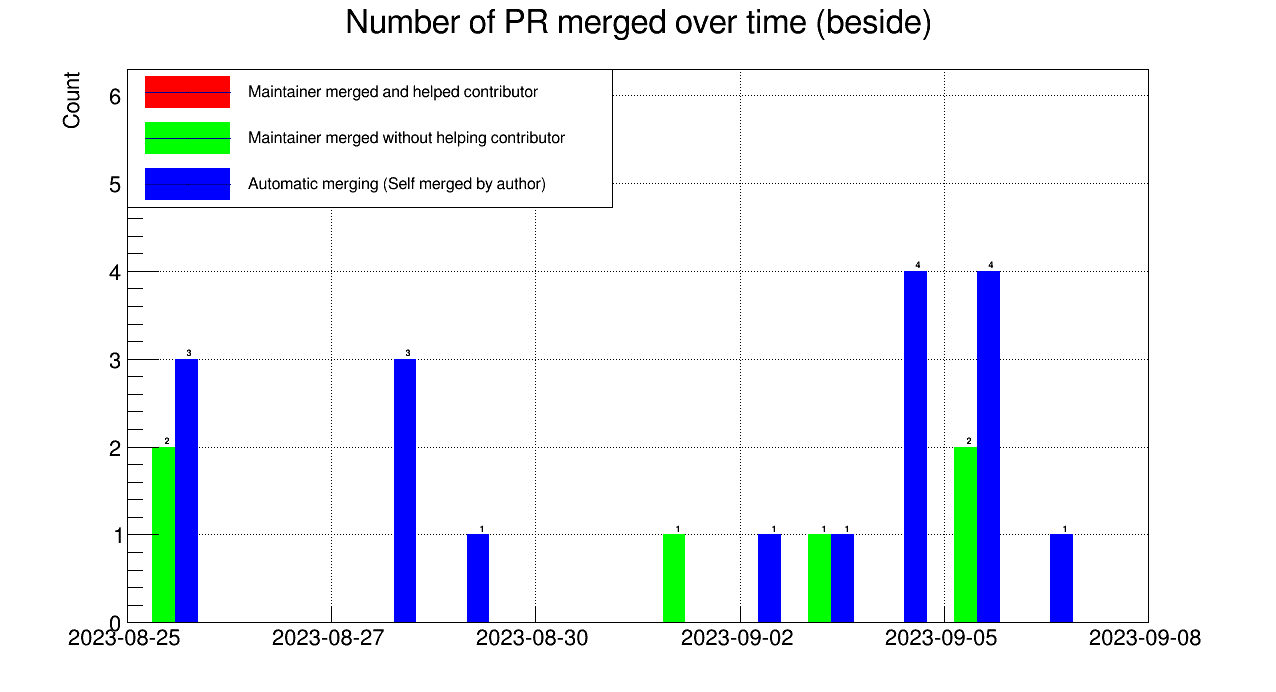 Number of PR merged over time (beside)
Count
Maintainer merged and helped contributor
Maintainer merged without helping contributor
Automatic merging (Self merged by author)
6
5
4
3
2
1
0
2 3 3 1 1 1 1 1 4 2 4 1
2023-08-25 2023-08-27 2023-08-30 2023-09-02 2023-09-05 2023-09-08